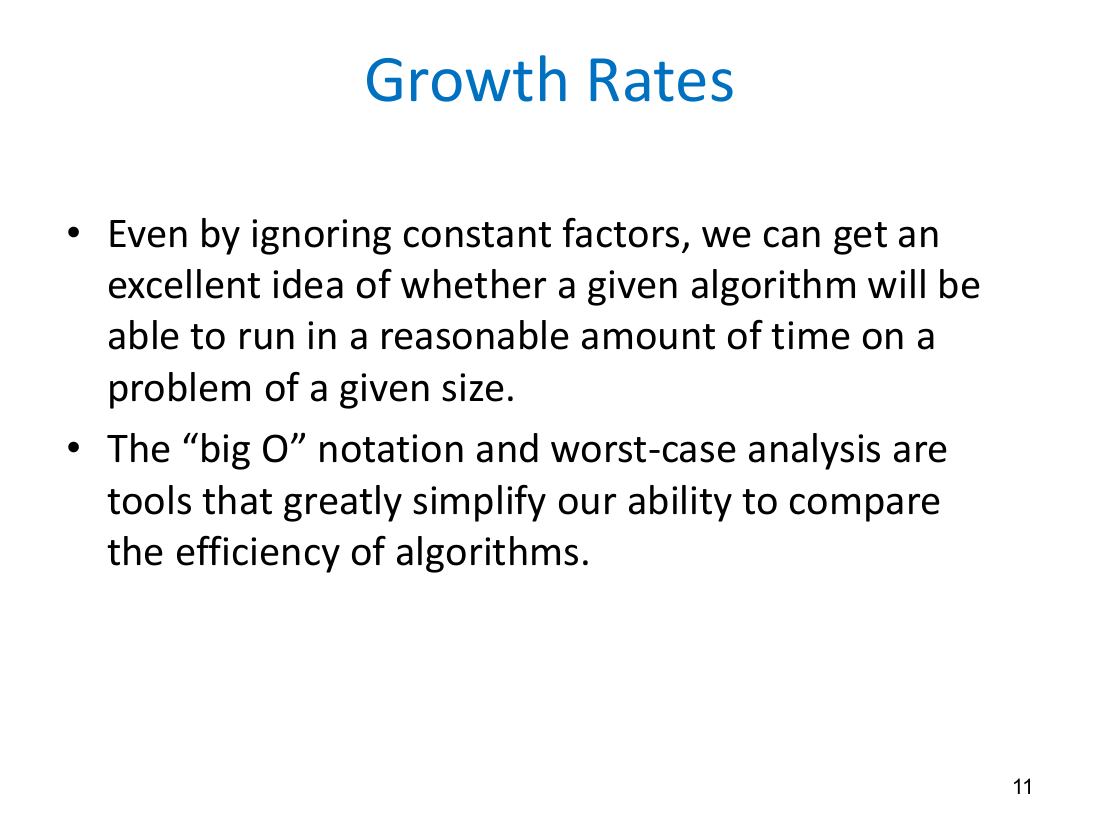 Growth Rates
• Even by ignoring constant factors, we can get an
excellent idea of whether a given algorithm will be
able to run in a reasonable amount of time on a
problem of a given size.
• The “big O” notation and worst-case analysis are
tools that greatly simplify our ability to compare
the efficiency of algorithms.
11